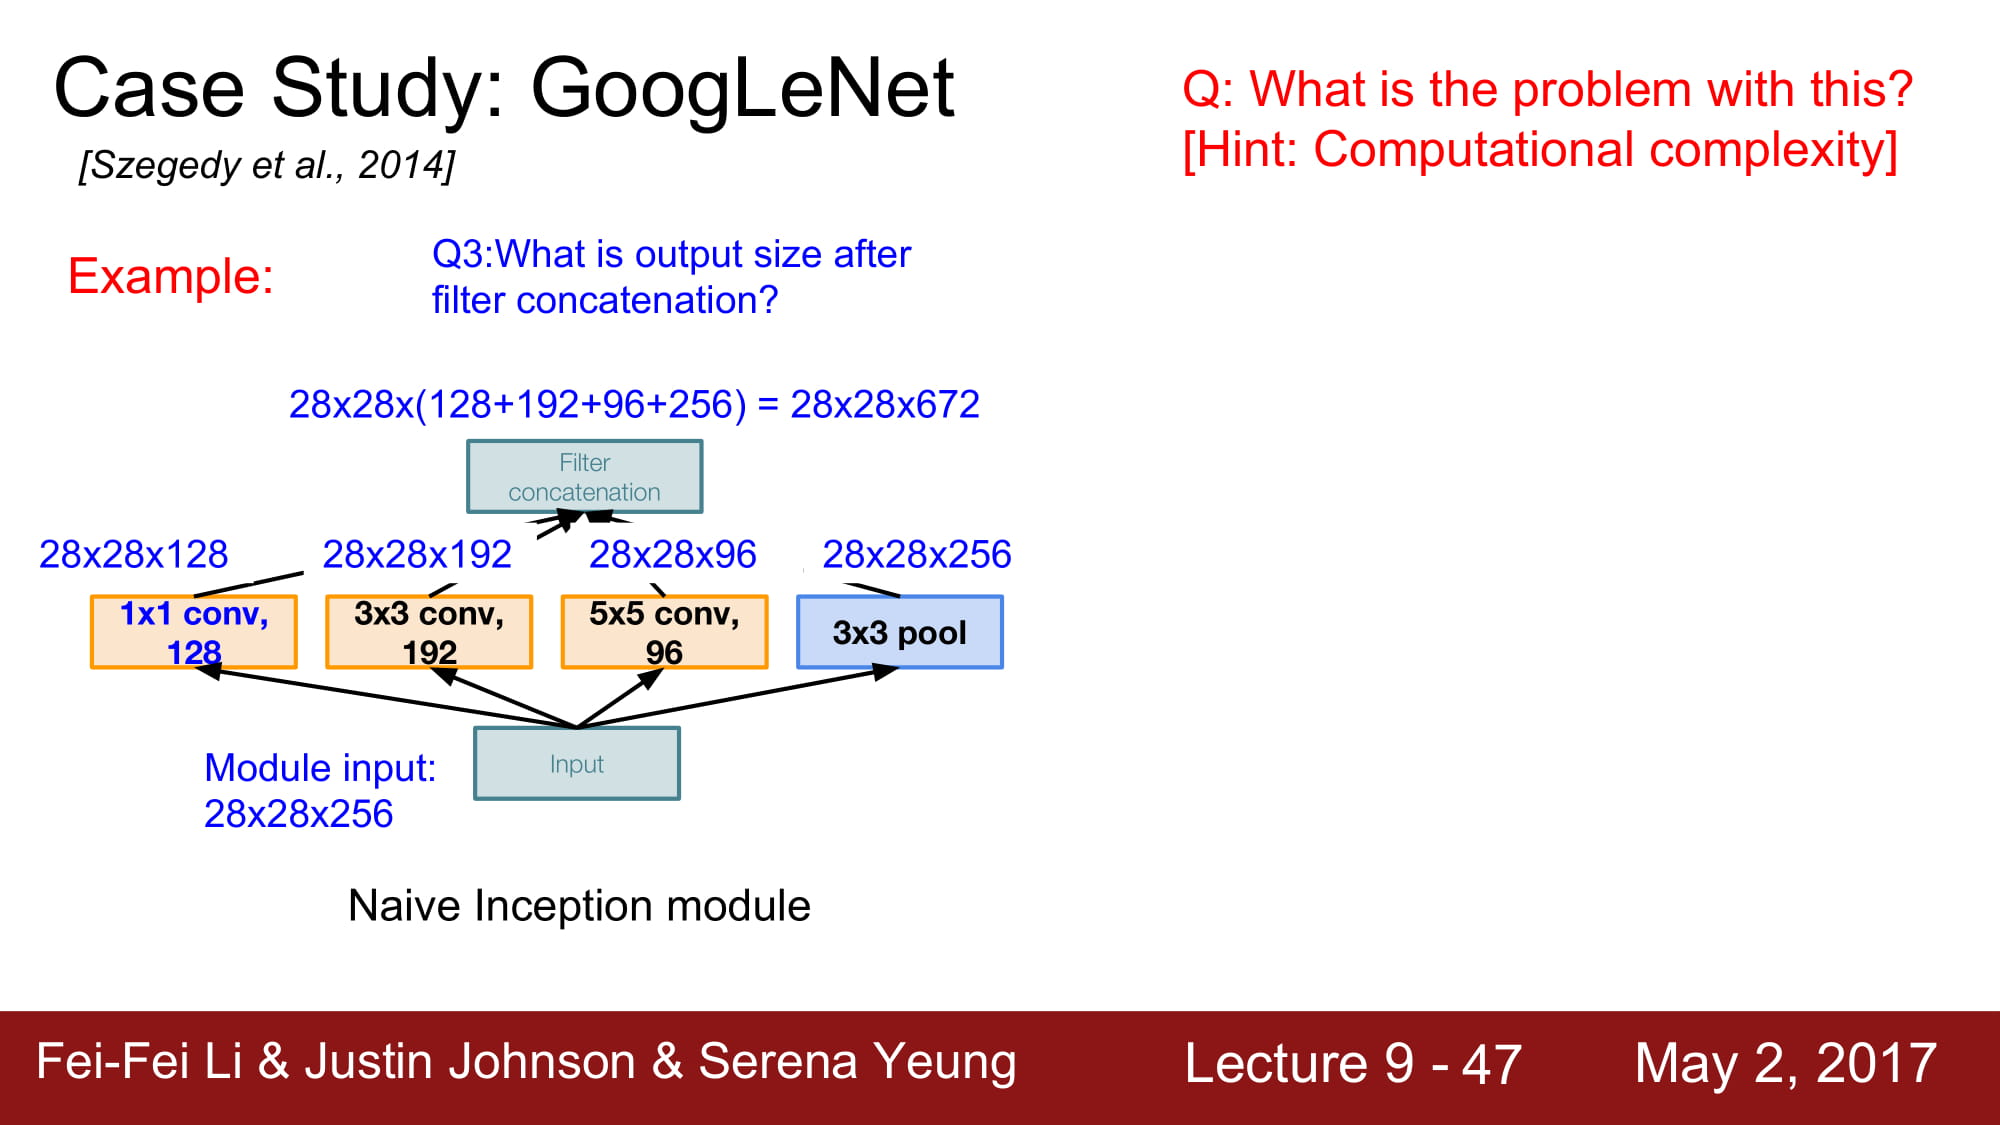 Case Study: GoogLeNet
[Szegedy et al., 2014]
Q: What is the problem with this?
[Hint: Computational complexity]
Example:
Q3:What is output size after
filter concatenation?
28x28x(128+192+96+256) = 28x28x672
Filter
concatenation
28x28x128
28x28x192
28x28x96
28x28x256
1x1 conv,
128
3x3 conv,
192
5x5 conv,
96
3x3 pool
Module input:
28x28x256
Input
Naive Inception module
Fei-Fei Li & Justin Johnson & Serena Yeung
Lecture 9 - 47
May 2, 2017